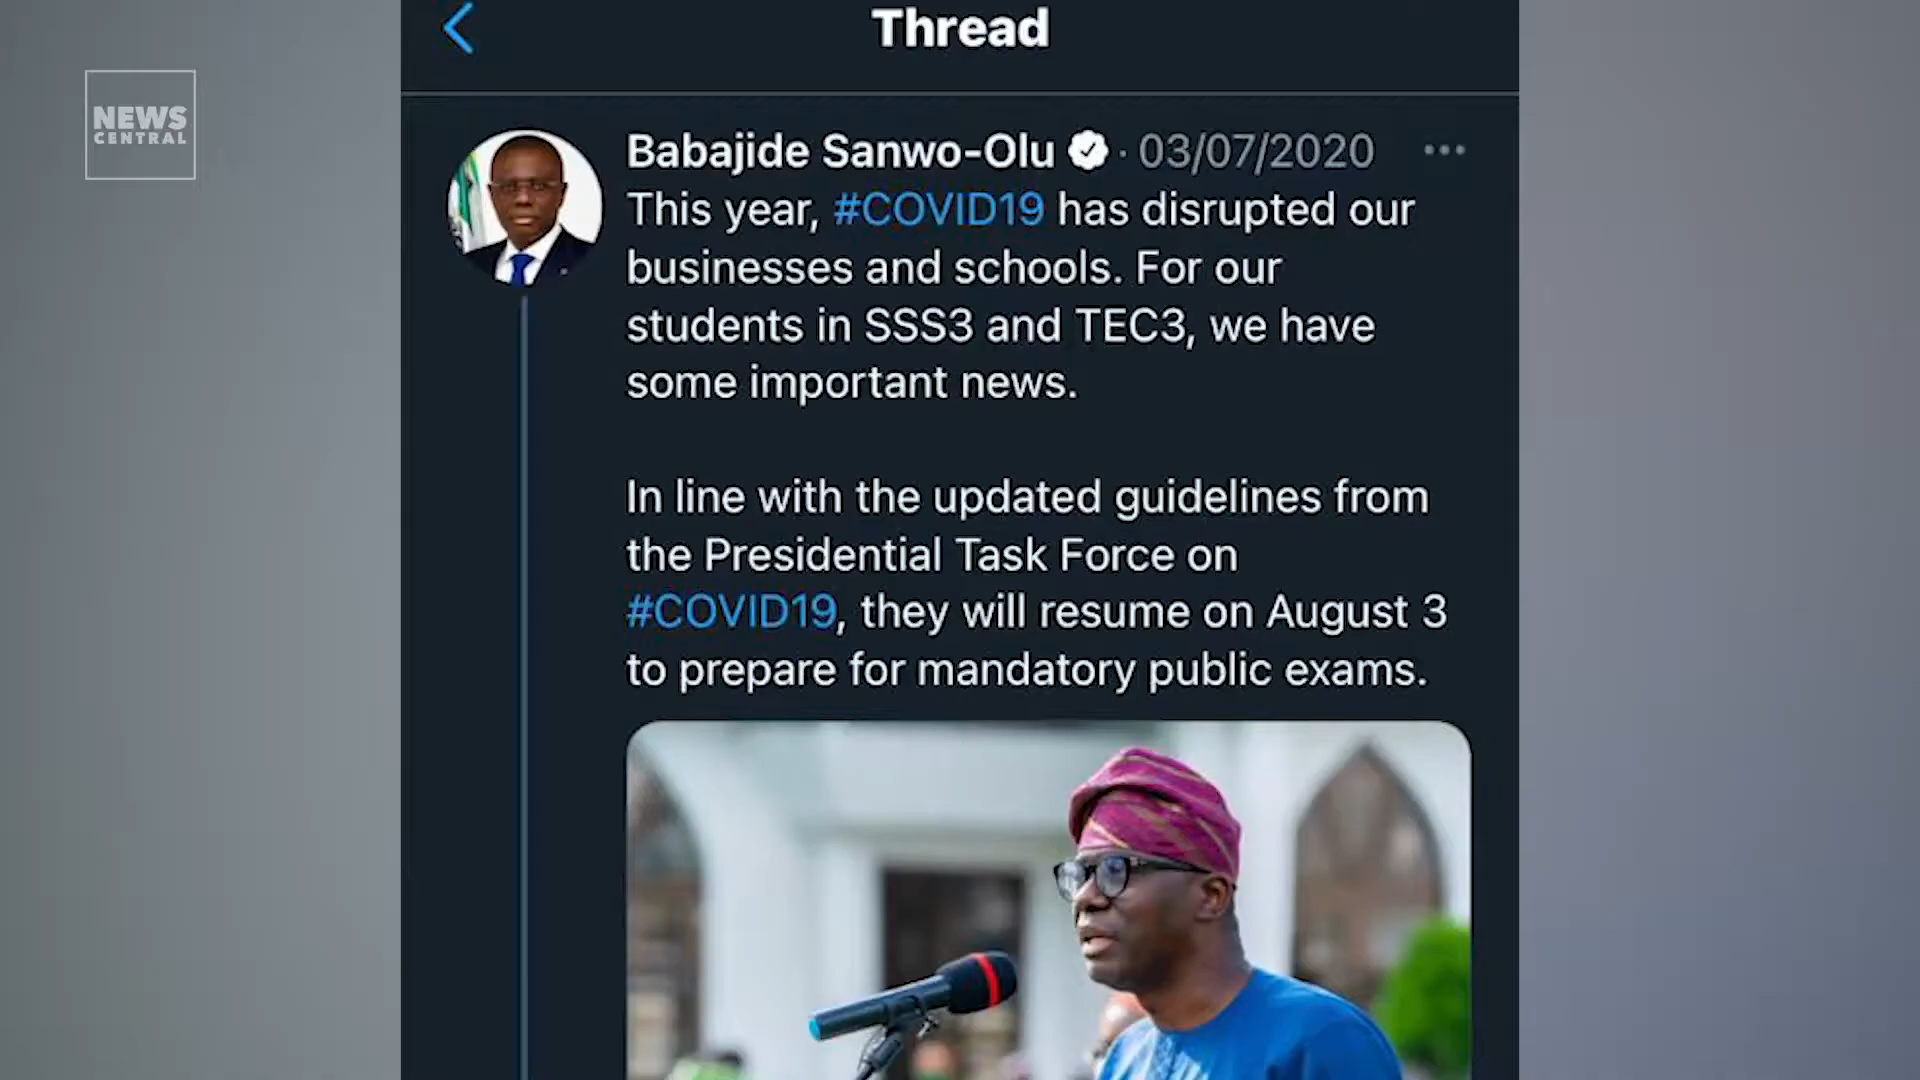 Thread
NEWS
CENTRAL
Babajide Sanwo-Olu · 03/07/2020 ...
This year, #COVID19 has disrupted our
businesses and schools. For our
students in SSS3 and TEC3, we have
some important news.
In line with the updated guidelines from
the Presidential Task Force on
#COVID19, they will resume on August 3
to prepare for mandatory public exams.